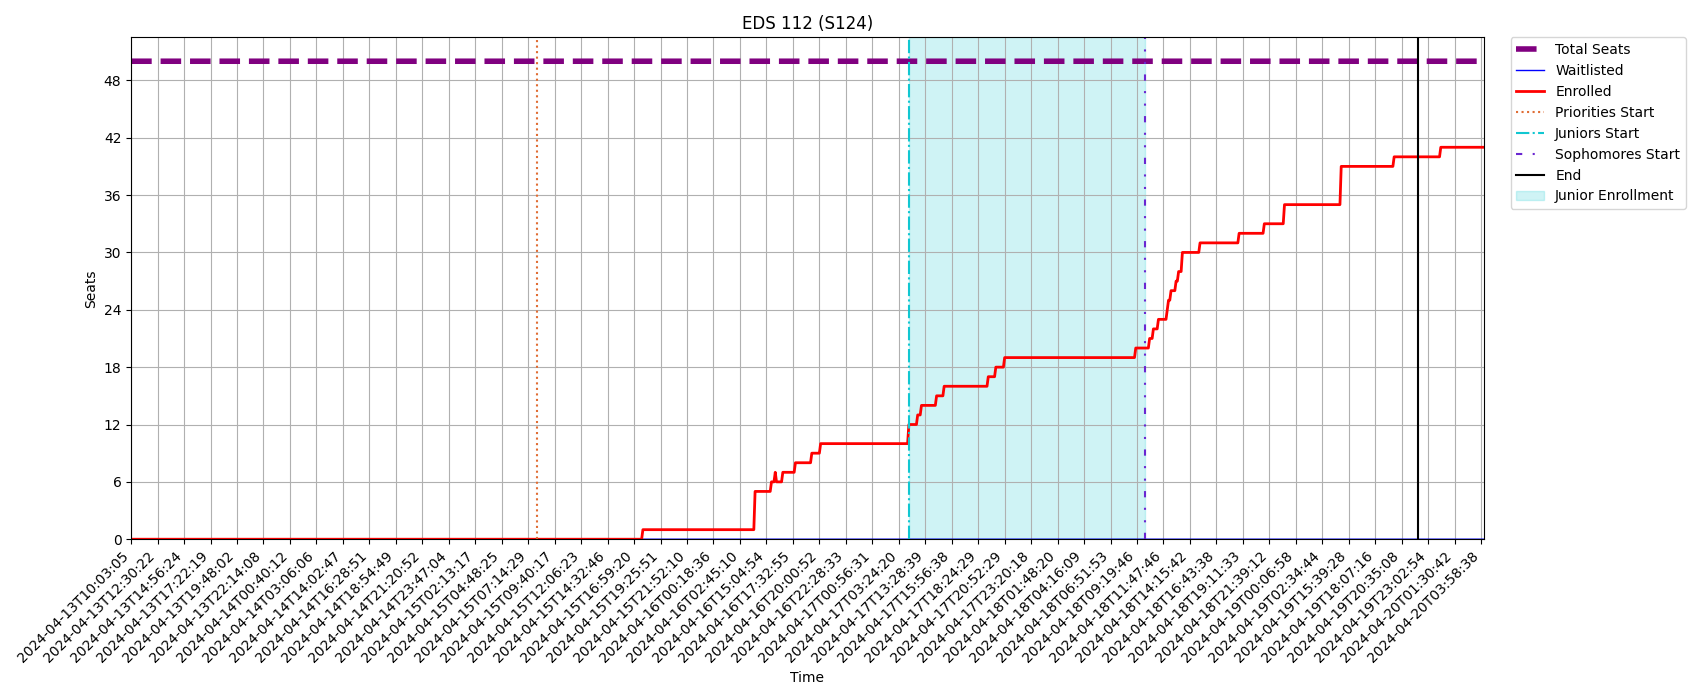 EDS 112 (S124)
Total Seats
Waitlisted
Enrolled
Priorities Start
Juniors Start
Sophomores Start
End
Junior Enrollment
Seats
48
42
36
30
24
18
12
6
0
2024-04-13T10:03:05
2024-04-13T12:30:22
2024-04-13T14:56:24
2024-04-13T17:22:19
2024-04-13T19:48:02
2024-04-13T22:14:08
2024-04-14T00:40:12
2024-04-14T03:06:06
2024-04-14T14:02:47
2024-04-14T16:28:51
2024-04-14T18:54:49
2024-04-14T21:20:52
2024-04-14T23:47:04
2024-04-15T02:13:17
2024-04-15T04:48:25
2024-04-15T07:14:29
2024-04-15T09:40:17
2024-04-15T12:06:23
2024-04-15T14:32:46
2024-04-15T16:59:20
2024-04-15T19:25:51
2024-04-15T21:52:10
2024-04-16T00:18:36
2024-04-16T02:45:10
2024-04-16T15:04:54
2024-04-16T17:32:55
2024-04-16T20:00:52
2024-04-16T22:28:33
2024-04-17T00:56:31
2024-04-17T03:24:20
2024-04-17T13:28:39
2024-04-17T15:56:38
2024-04-17T18:24:29
2024-04-17T20:52:29
2024-04-17T23:20:18
2024-04-18T01:48:20
2024-04-18T04:16:09
2024-04-18T06:51:53
2024-04-18T09:19:46
2024-04-18T11:47:46
2024-04-18T14:15:42
2024-04-18T16:43:38
2024-04-18T19:11:33
2024-04-18T21:39:12
2024-04-19T00:06:58
2024-04-19T02:34:44
2024-04-19T15:39:28
2024-04-19T18:07:16
2024-04-19T20:35:08
2024-04-19T23:02:54
2024-04-20T01:30:42
2024-04-20T03:58:38
Time